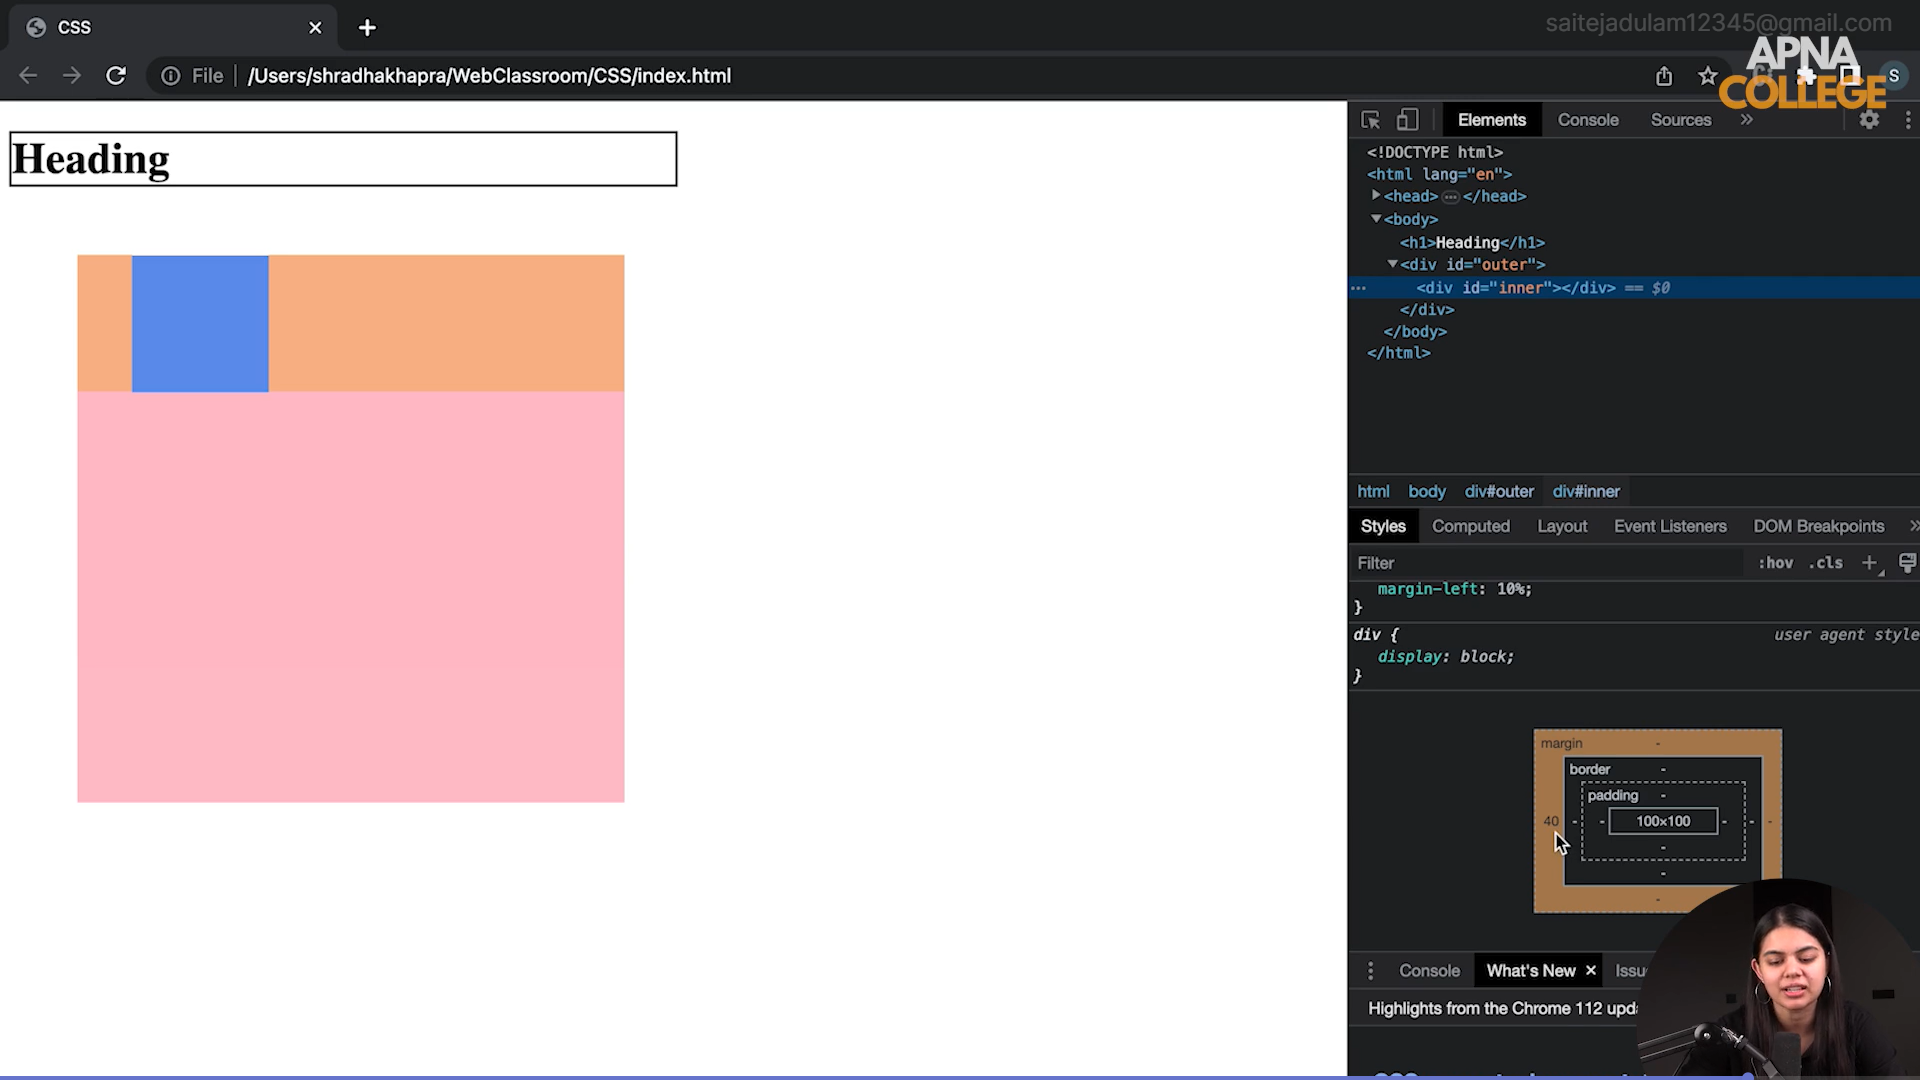 CSS
saitejadulam12345@gmail.com
APNA
COLLEGE
File
/Users/shradhakhapra/WebClassroom/CSS/index.html
S
Heading
Elements Console Sources »
<!DOCTYPE html>
<html lang="en">
<head> … </head>
<body>
<h1>Heading</h1>
<div id="outer">
… <div id="inner"></div> == $0
</div>
</body>
</html>
html body div#outer div#inner
Styles Computed Layout Event Listeners DOM Breakpoints »
Filter :hov .cls +
margin-left: 10%;
}
div { user agent style
display: block;
}
margin -
border -
padding -
40 - - 100×100 - - -
-
-
-
Console What's New × Issu
Highlights from the Chrome 112 upda